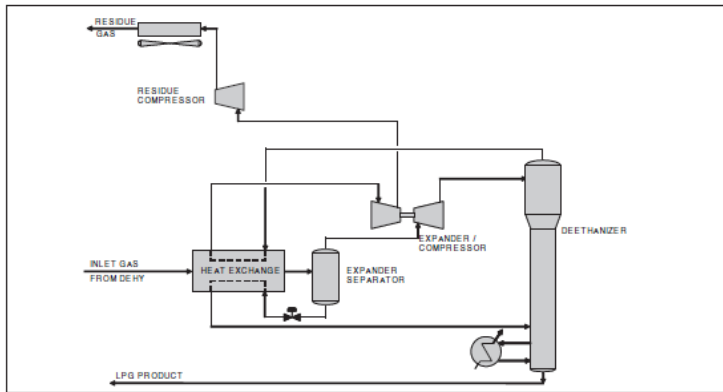 RESIDUE
GAS
RESIDUE
COMPRESSOR
DEETHANIZER
EXPANDER /
COMPRESSOR
INLET GAS
FROM DEHY
HEAT EXCHANGE
EXPANDER
SEPARATOR
LPG PRODUCT